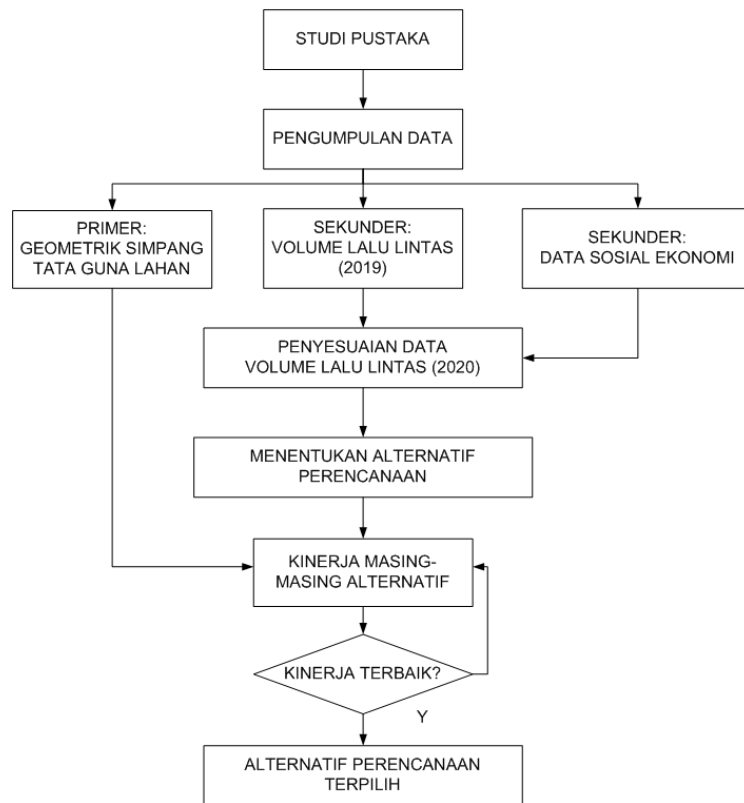 STUDI PUSTAKA
PENGUMPULAN DATA
PRIMER:
GEOMETRIK SIMPANG
TATA GUNA LAHAN
SEKUNDER:
VOLUME LALU LINTAS
(2019)
SEKUNDER:
DATA SOSIAL EKONOMI
PENYESUAIAN DATA
VOLUME LALU LINTAS (2020)
MENENTUKAN ALTERNATIF
PERENCANAAN
KINERJA MASING-
MASING ALTERNATIF
KINERJA TERBAIK?
Y
ALTERNATIF PERENCANAAN
TERPILIH